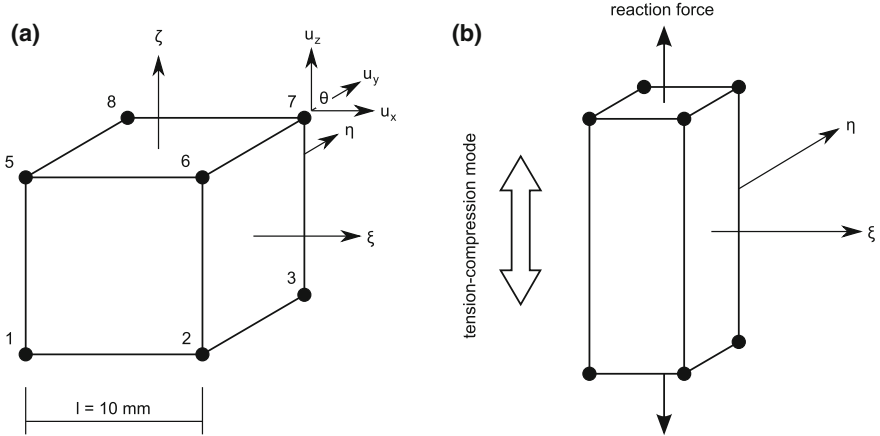 (a)
ζ
u_z
u_y
θ
u_x
8
7
η
5
6
ξ
3
1
2
l = 10 mm
(b)
reaction force
tension-compression mode
η
ξ